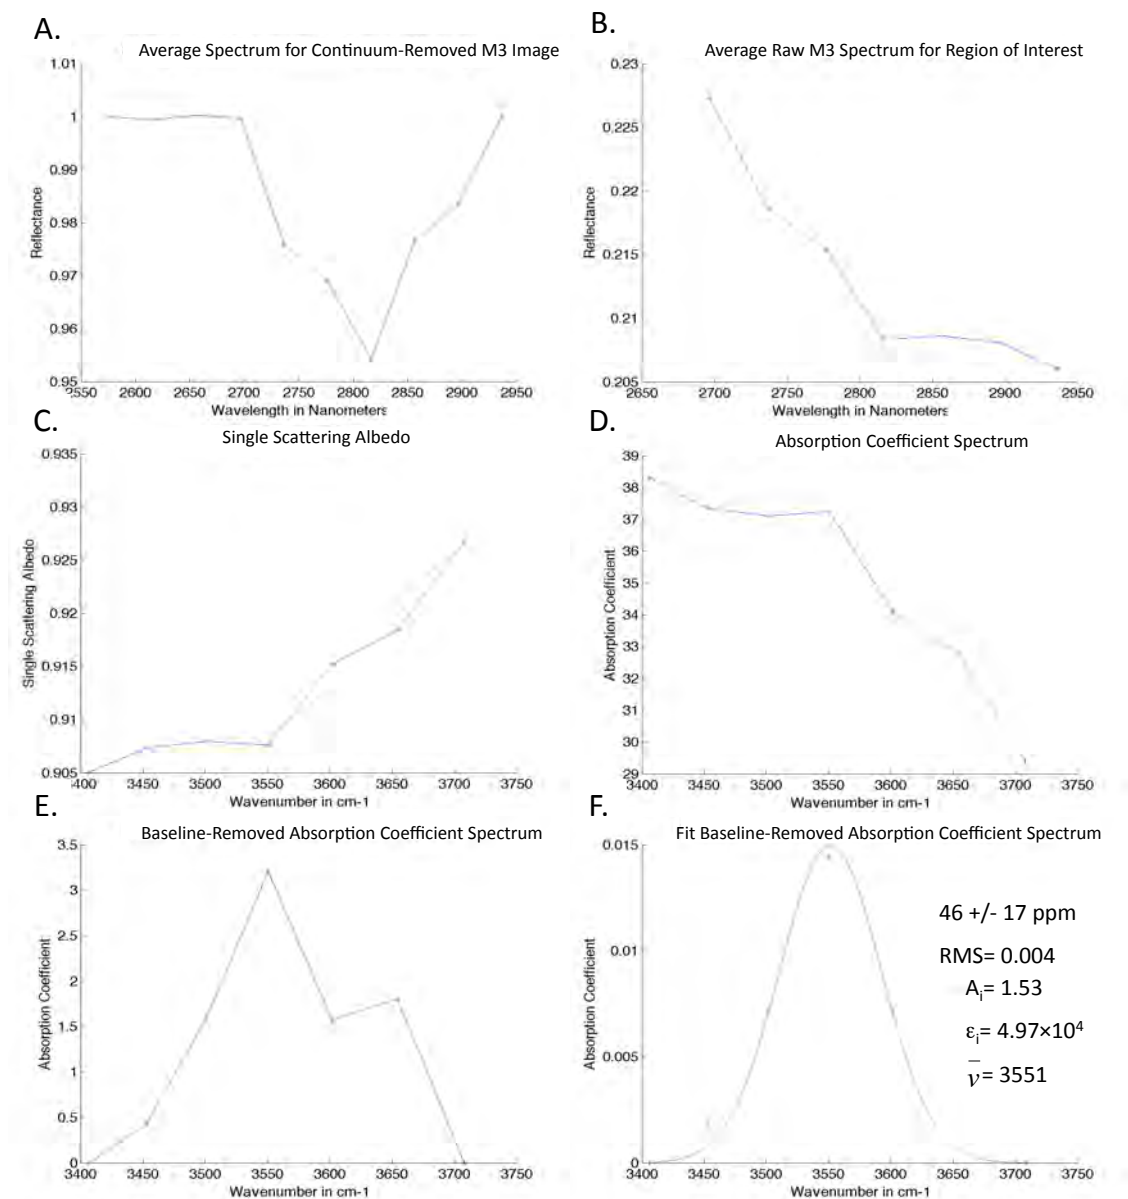 A.
Average Spectrum for Continuum-Removed M3 Image
1.01
1
0.99
0.98
0.97
0.96
0.95
Reflectance
2550 2600 2650 2700 2750 2800 2850 2900 2950
Wavelength in Nanometers
B.
Average Raw M3 Spectrum for Region of Interest
0.23
0.225
0.22
0.215
0.21
0.205
Reflectance
2650 2700 2750 2800 2850 2900 2950
Wavelength in Nanometers
C.
Single Scattering Albedo
0.935
0.93
0.925
0.92
0.915
0.91
0.905
Single Scattering Albedo
3400 3450 3500 3550 3600 3650 3700 3750
Wavenumber in cm-1
D.
Absorption Coefficient Spectrum
39
38
37
36
35
34
33
32
31
30
29
Absorption Coefficient
3400 3450 3500 3550 3600 3650 3700 3750
Wavenumber in cm-1
E.
Baseline-Removed Absorption Coefficient Spectrum
3.5
3
2.5
2
1.5
1
0.5
0
Absorption Coefficient
3400 3450 3500 3550 3600 3650 3700 3750
Wavenumber in cm-1
F.
Fit Baseline-Removed Absorption Coefficient Spectrum
0.015
0.01
0.005
0
Absorption Coefficient
3400 3450 3500 3550 3600 3650 3700 3750
Wavenumber in cm-1
46 +/- 17 ppm
RMS= 0.004
Aᵢ= 1.53
εᵢ= 4.97×10⁴
ν̅= 3551